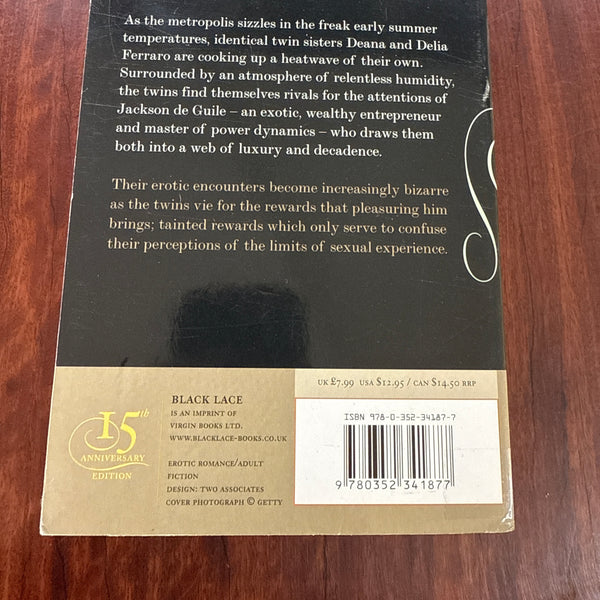 As the metropolis sizzles in the freak early summer
temperatures, identical twin sisters Deana and Delia
Ferraro are cooking up a heatwave of their own.
Surrounded by an atmosphere of relentless humidity,
the twins find themselves rivals for the attentions of
Jackson de Guile – an exotic, wealthy entrepreneur
and master of power dynamics – who draws them
both into a web of luxury and decadence.
Their erotic encounters become increasingly bizarre
as the twins vie for the rewards that pleasuring him
brings; tainted rewards which only serve to confuse
their perceptions of the limits of sexual experience.
15th
ANNIVERSARY
EDITION
BLACK LACE
IS AN IMPRINT OF
VIRGIN BOOKS LTD.
WWW.BLACKLACE-BOOKS.CO.UK
EROTIC ROMANCE/ADULT
FICTION
DESIGN: TWO ASSOCIATES
COVER PHOTOGRAPH © GETTY
UK £7.99 USA $12.95 / CAN $14.50 RRP
ISBN 978-0-352-34187-7
9 780352 341877